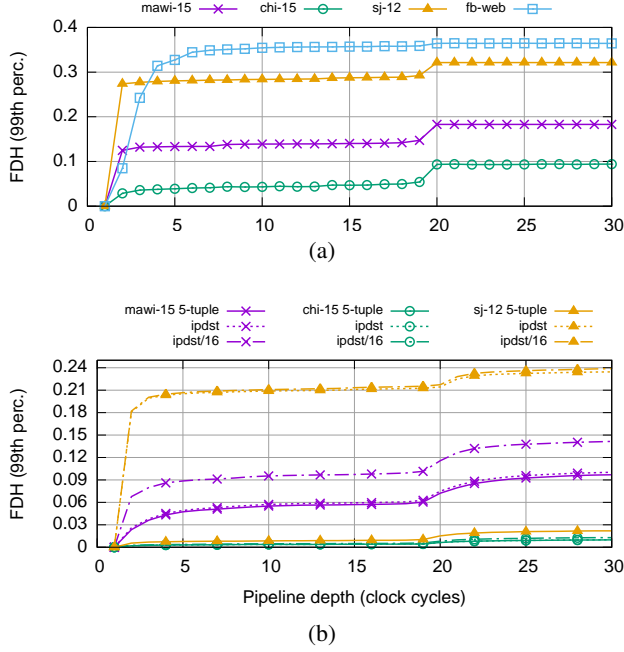 mawi-15 chi-15 sj-12 fb-web
FDH (99th perc.)
0.4
0.3
0.2
0.1
0
0 5 10 15 20 25 30
(a)
mawi-15 5-tuple chi-15 5-tuple sj-12 5-tuple
ipdst ipdst ipdst
ipdst/16 ipdst/16 ipdst/16
FDH (99th perc.)
0.24
0.21
0.18
0.15
0.12
0.09
0.06
0.03
0
0 5 10 15 20 25 30
Pipeline depth (clock cycles)
(b)